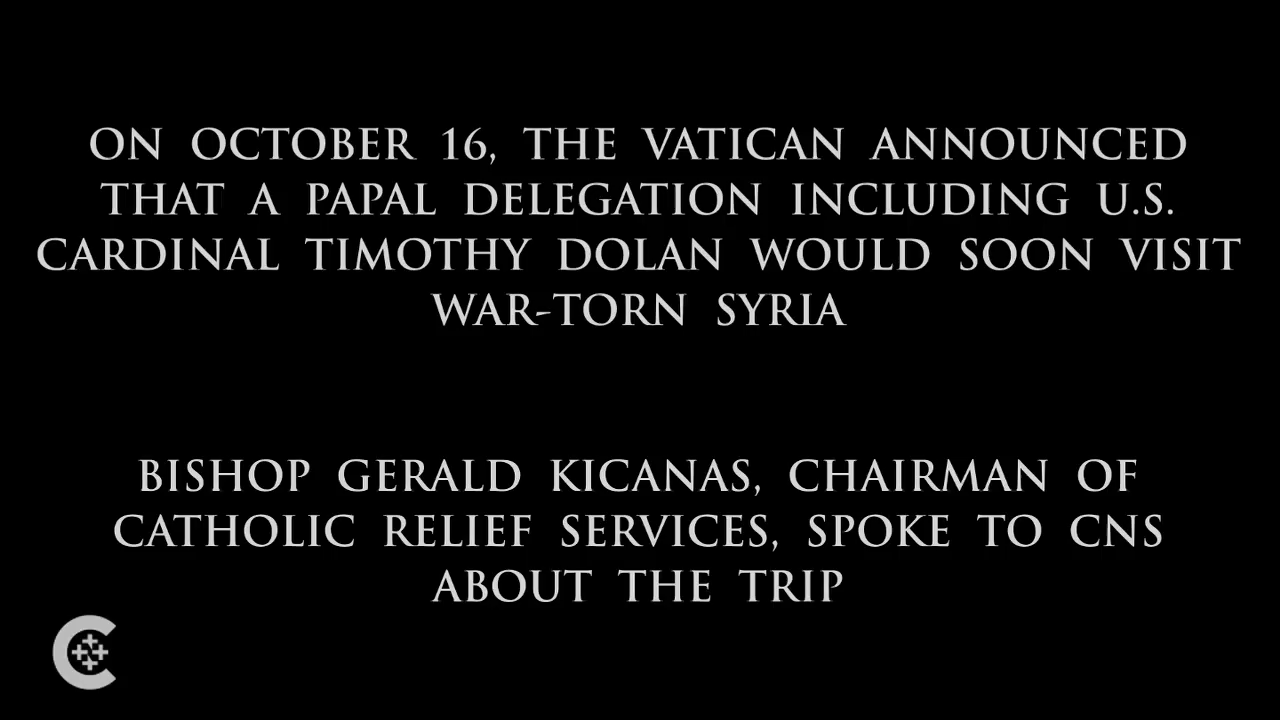 ON OCTOBER 16, THE VATICAN ANNOUNCED
THAT A PAPAL DELEGATION INCLUDING U.S.
CARDINAL TIMOTHY DOLAN WOULD SOON VISIT
WAR-TORN SYRIA
BISHOP GERALD KICANAS, CHAIRMAN OF
CATHOLIC RELIEF SERVICES, SPOKE TO CNS
ABOUT THE TRIP